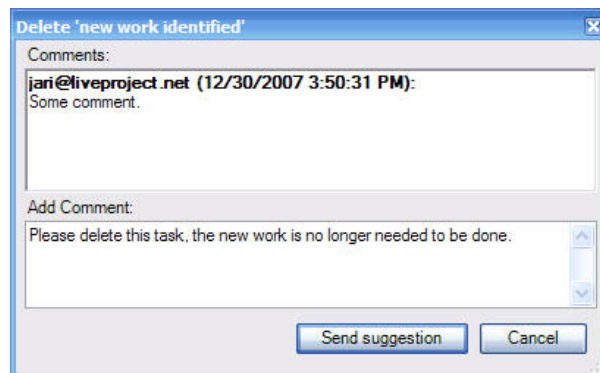 Delete 'new work identified'
Comments:
jari@liveproject.net (12/30/2007 3:50:31 PM):
Some comment.
Add Comment:
Please delete this task, the new work is no longer needed to be done.
Send suggestion Cancel